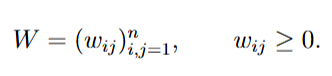 W = (w_{ij})_{i,j=1}^{n}, w_{ij} ≥ 0.